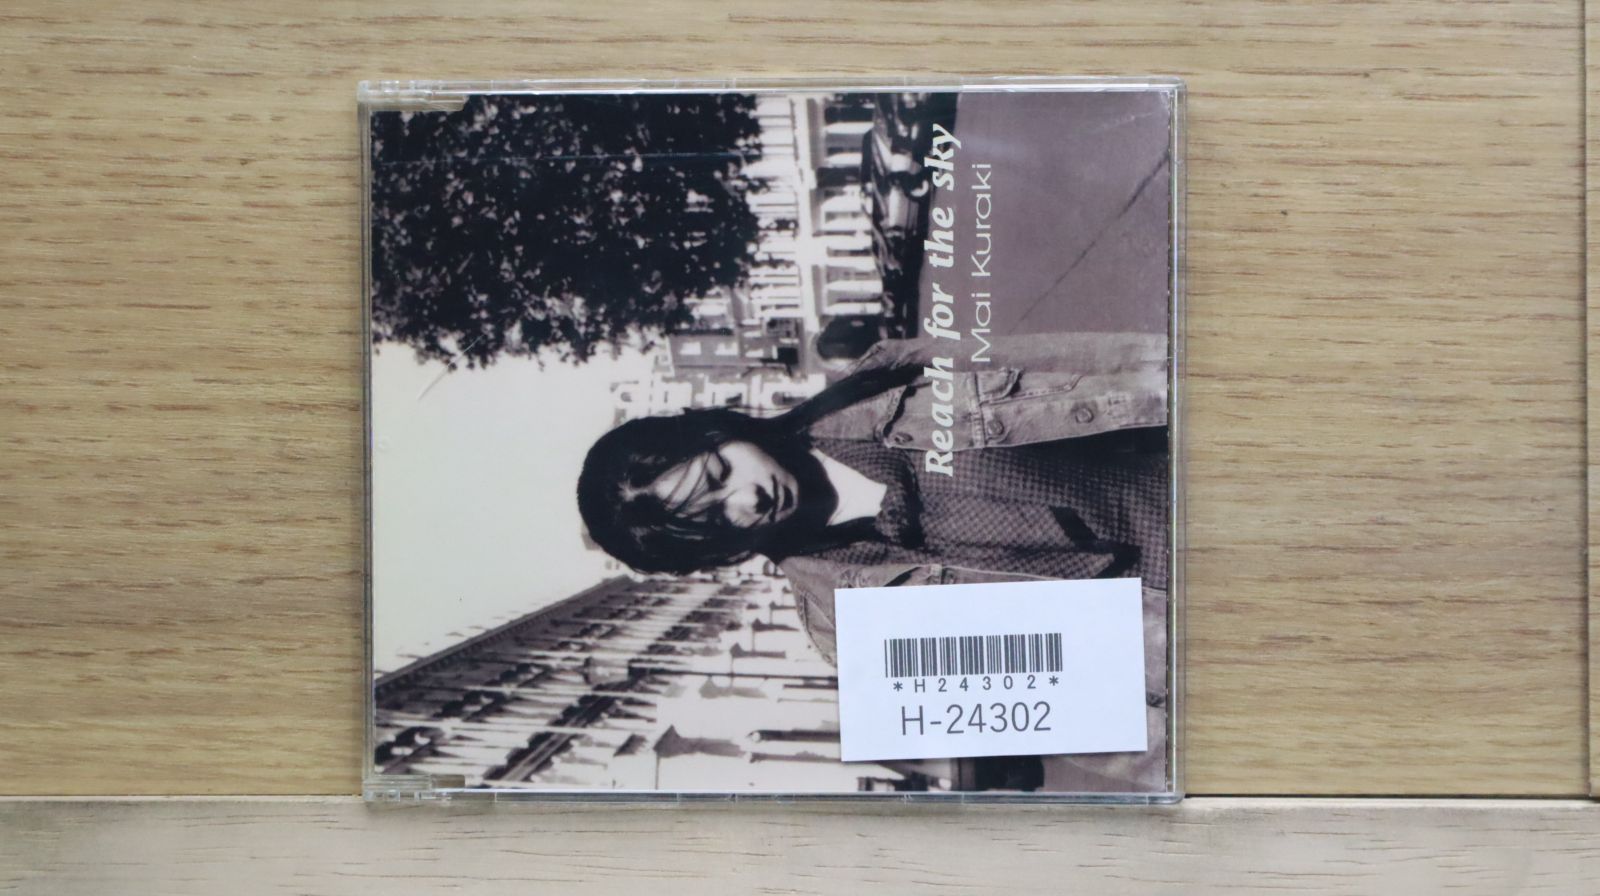 Reach for the sky
Mai Kuraki
*H24302*
H-24302